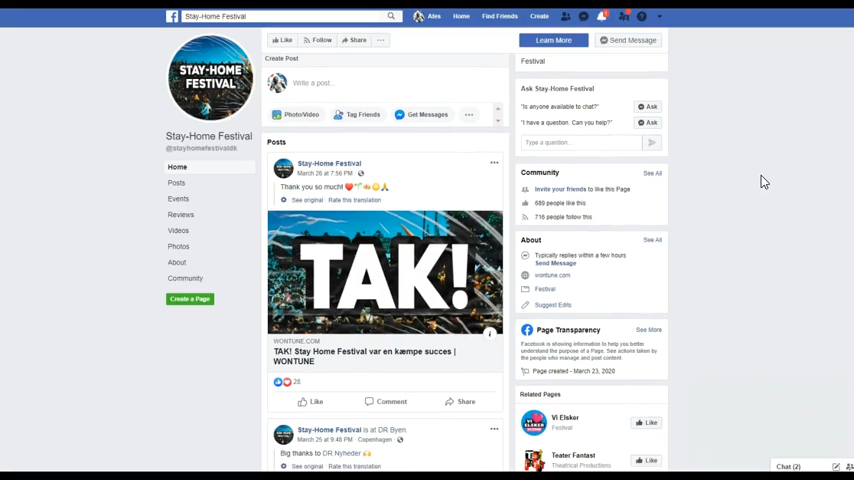 Stay-Home Festival
Ates Home Find Friends Create
Like Follow Share ...
Learn More Send Message
STAY-HOME
FESTIVAL
Stay-Home Festival
@stayhomefestivaldk
Home
Posts
Events
Reviews
Videos
Photos
About
Community
Create a Page
Create Post
Write a post...
Photo/Video Tag Friends Get Messages ...
Posts
Stay-Home Festival
March 26 at 7:56 PM
Thank you so much!
See original Rate this translation
TAK!
WONTUNE.COM
TAK! Stay Home Festival var en kæmpe succes |
WONTUNE
28
Like Comment Share
Stay-Home Festival is at DR Byen.
March 25 at 9:48 PM · Copenhagen
Big thanks to DR Nyheder
See original Rate this translation
Festival
Ask Stay-Home Festival
"Is anyone available to chat?" Ask
"I have a question. Can you help?" Ask
Type a question...
Community See All
Invite your friends to like this Page
689 people like this
716 people follow this
About See All
Typically replies within a few hours
Send Message
wontune.com
Festival
Suggest Edits
Page Transparency See More
Facebook is showing information to help you better
understand the purpose of a Page. See actions taken by
the people who manage and post content.
Page created - March 23, 2020
Related Pages
Vi Elsker Like
Festival
Teater Fantast Like
Theatrical Productions
Chat (2)